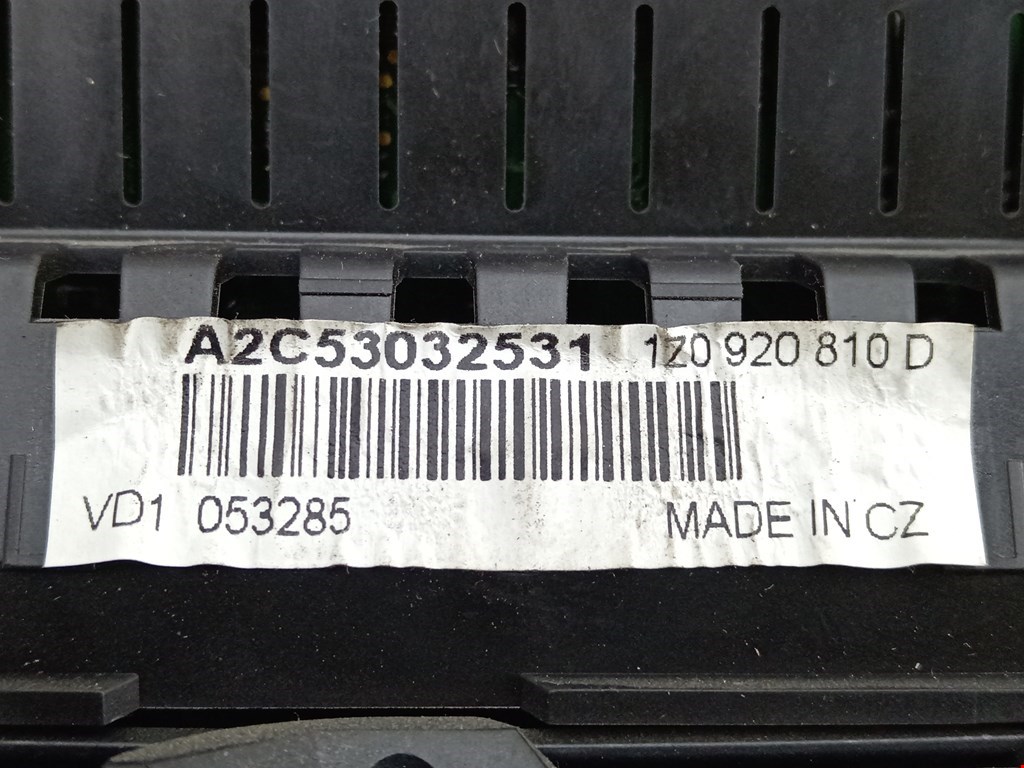 A2C53032531 1Z0 920 810 D
VD1 053285 MADE IN CZ